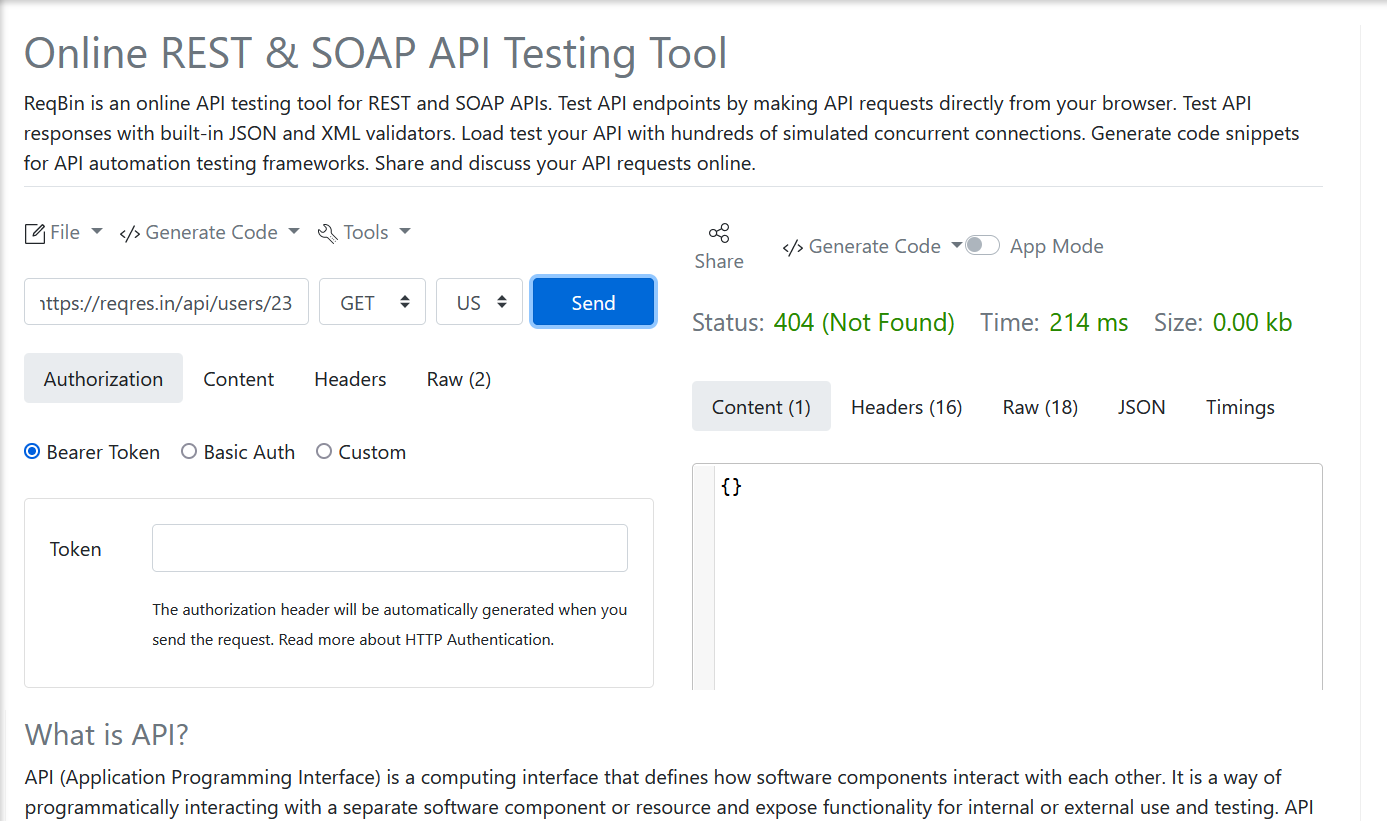 Online REST & SOAP API Testing Tool
ReqBin is an online API testing tool for REST and SOAP APIs. Test API endpoints by making API requests directly from your browser. Test API
responses with built-in JSON and XML validators. Load test your API with hundreds of simulated concurrent connections. Generate code snippets
for API automation testing frameworks. Share and discuss your API requests online.
File </> Generate Code Tools
Share
</> Generate Code App Mode
https://reqres.in/api/users/23 GET US Send
Status: 404 (Not Found) Time: 214 ms Size: 0.00 kb
Authorization Content Headers Raw (2)
Content (1) Headers (16) Raw (18) JSON Timings
Bearer Token Basic Auth Custom
{}
Token
The authorization header will be automatically generated when you
send the request. Read more about HTTP Authentication.
What is API?
API (Application Programming Interface) is a computing interface that defines how software components interact with each other. It is a way of
programmatically interacting with a separate software component or resource and expose functionality for internal or external use and testing. API